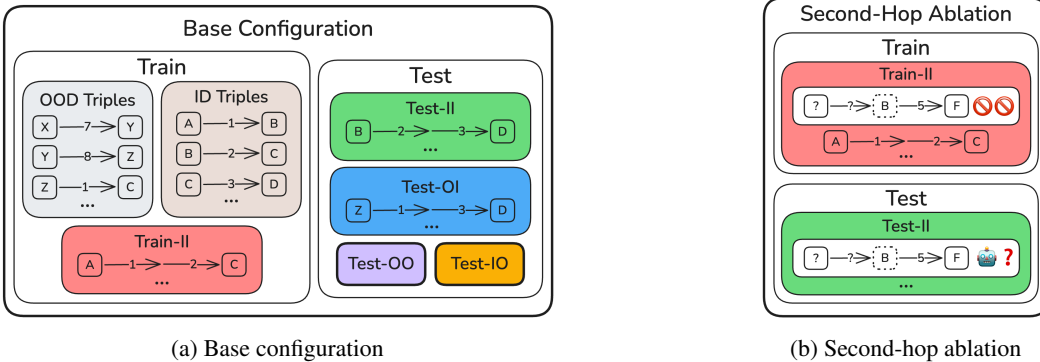 Base Configuration
Train
OOD Triples
X 7 Y
Y 8 Z
Z 1 C
...
ID Triples
A 1 B
B 2 C
C 3 D
...
Train-II
A 1 2 C
...
Test
Test-II
B 2 3 D
...
Test-OI
Z 1 3 D
...
Test-OO
Test-IO
(a) Base configuration
Second-Hop Ablation
Train
Train-II
? ? B 5 F 🚫🚫
A 1 2 C
...
Test
Test-II
? ? B 5 F 🤖❓
...
(b) Second-hop ablation